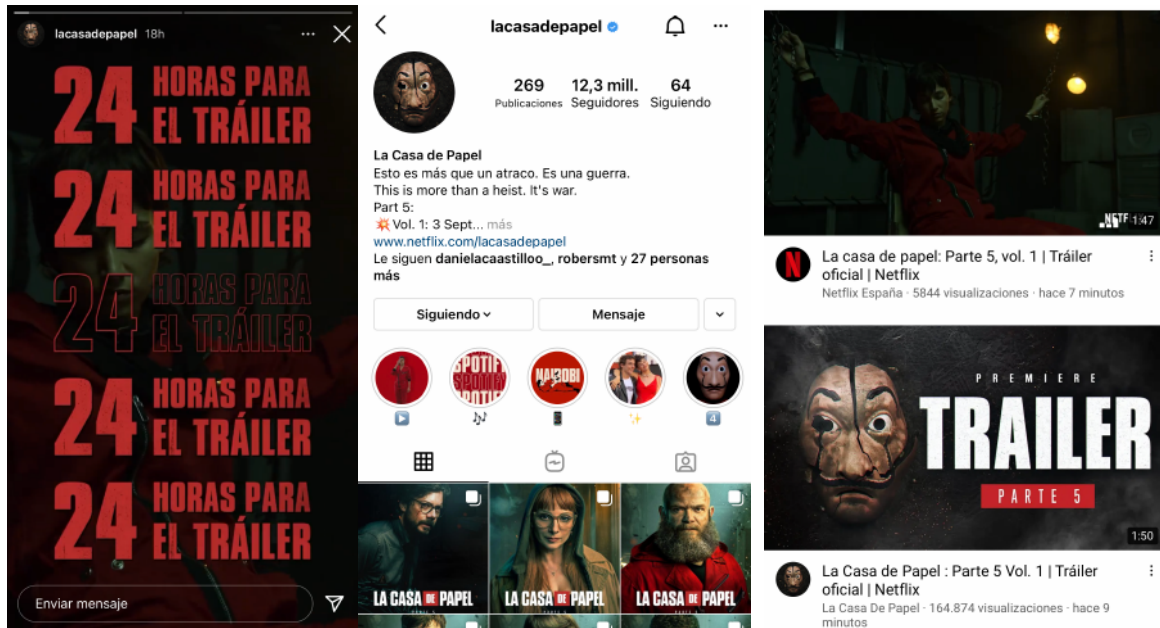 lacasadepapel 18h
24 HORAS PARA
EL TRÁILER
24 HORAS PARA
EL TRÁILER
24 HORAS PARA
EL TRÁILER
24 HORAS PARA
EL TRÁILER
24 HORAS PARA
EL TRÁILER
Enviar mensaje
lacasadepapel
269 12,3 mill. 64
Publicaciones Seguidores Siguiendo
La Casa de Papel
Esto es más que un atraco. Es una guerra.
This is more than a heist. It's war.
Part 5:
💥 Vol. 1: 3 Sept... más
www.netflix.com/lacasadepapel
Le siguen danielacaastilloo_, robersmt y 27 personas
más
Siguiendo Mensaje
SPOTIFY
SPOTIFY
SPOTIFY
NAIROBI
4
LA CASA DE PAPEL
LA CASA DE PAPEL
LA CASA DE PAPEL
1:47
N
La casa de papel: Parte 5, vol. 1 | Tráiler
oficial | Netflix
Netflix España · 5844 visualizaciones · hace 7 minutos
PREMIERE
TRAILER
PARTE 5
1:50
La Casa De Papel : Parte 5 Vol. 1 | Tráiler
oficial | Netflix
La Casa De Papel · 164.874 visualizaciones · hace 9
minutos